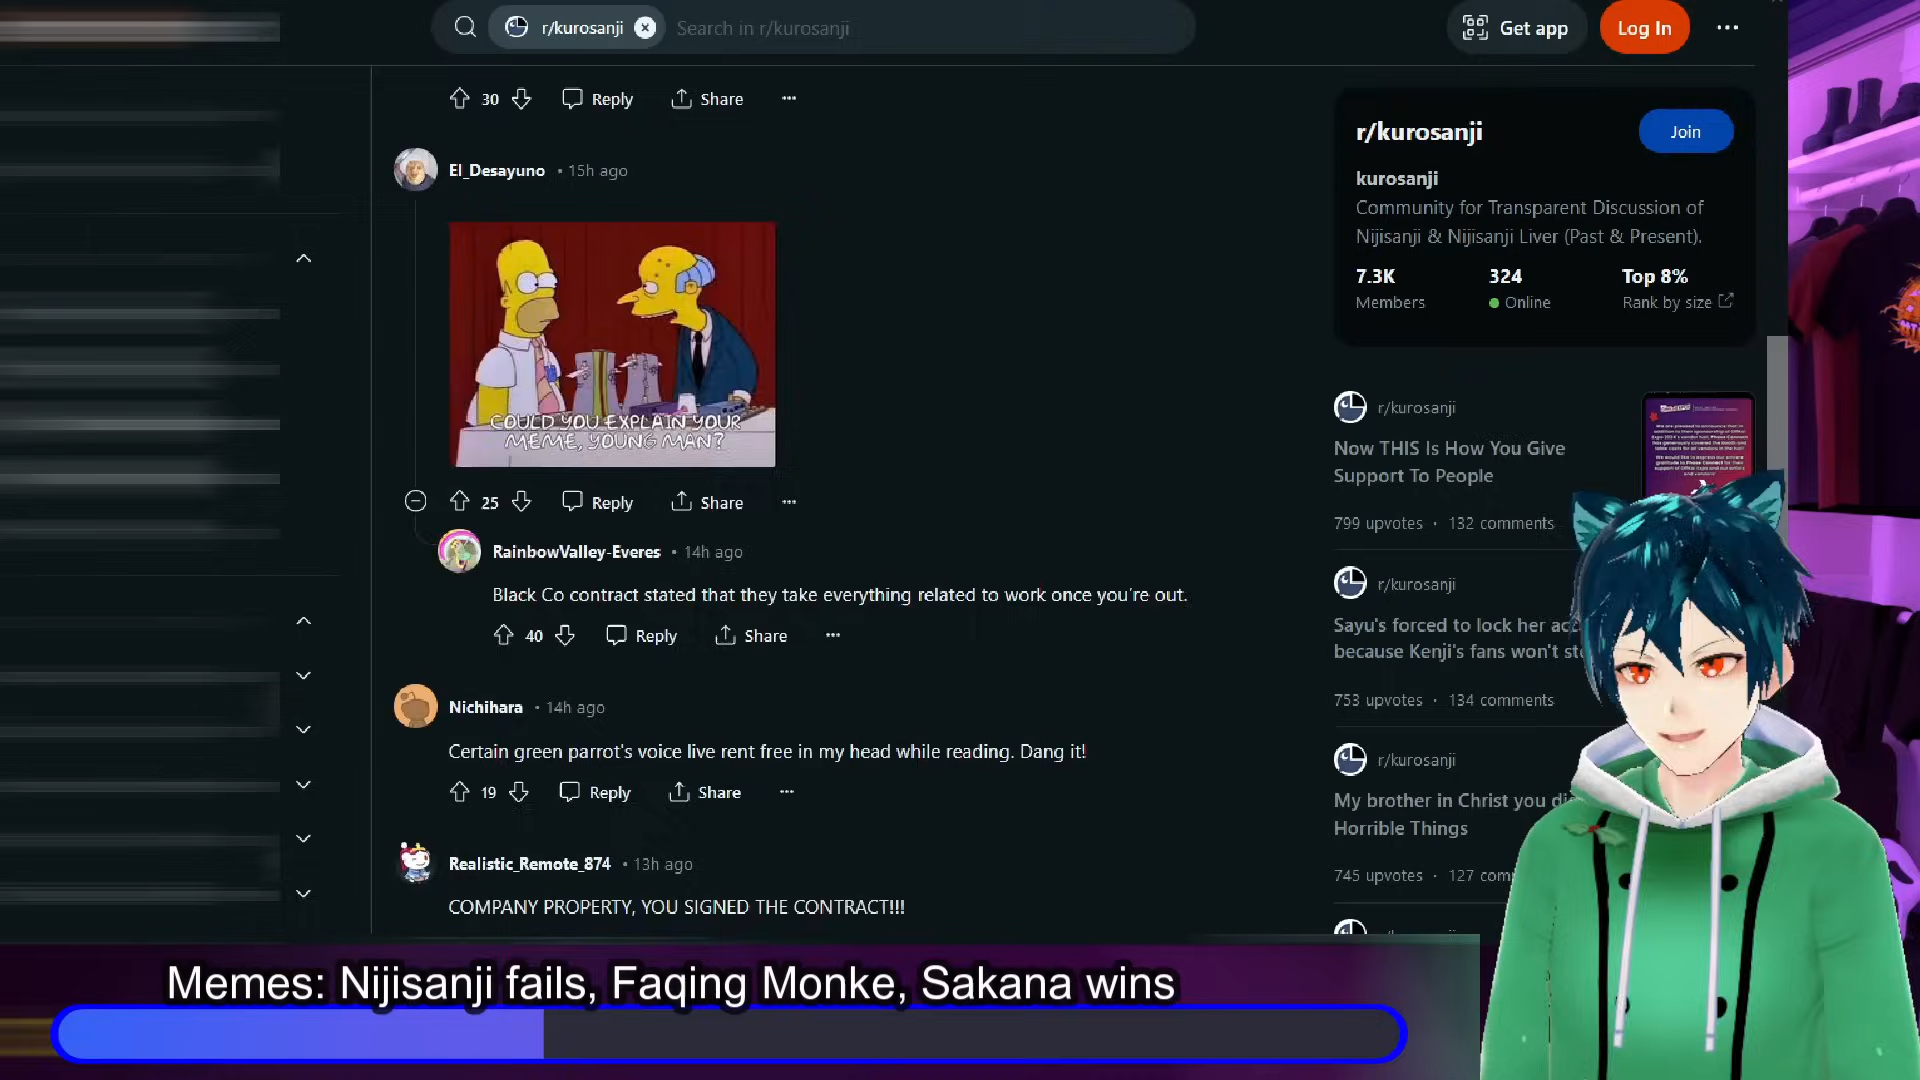 r/kurosanji
Search in r/kurosanji
Get app
Log In
30
Reply
Share
El_Desayuno • 15h ago
COULD YOU EXPLAIN YOUR
MEME, YOUNG MAN?
25
Reply
Share
RainbowValley-Everes • 14h ago
Black Co contract stated that they take everything related to work once you're out.
40
Reply
Share
Nichihara • 14h ago
Certain green parrot's voice live rent free in my head while reading. Dang it!
19
Reply
Share
Realistic_Remote_874 • 13h ago
COMPANY PROPERTY, YOU SIGNED THE CONTRACT!!!
r/kurosanji
Join
kurosanji
Community for Transparent Discussion of
Nijisanji & Nijisanji Liver (Past & Present).
7.3K
324
Top 8%
Members
Online
Rank by size
r/kurosanji
Now THIS Is How You Give
Support To People
799 upvotes • 132 comments
r/kurosanji
Sayu's forced to lock her
because Kenji's fans won't
753 upvotes • 134 comments
r/kurosanji
My brother in Christ you
Horrible Things
745 upvotes • 127
Memes: Nijisanji fails, Faqing Monke, Sakana wins